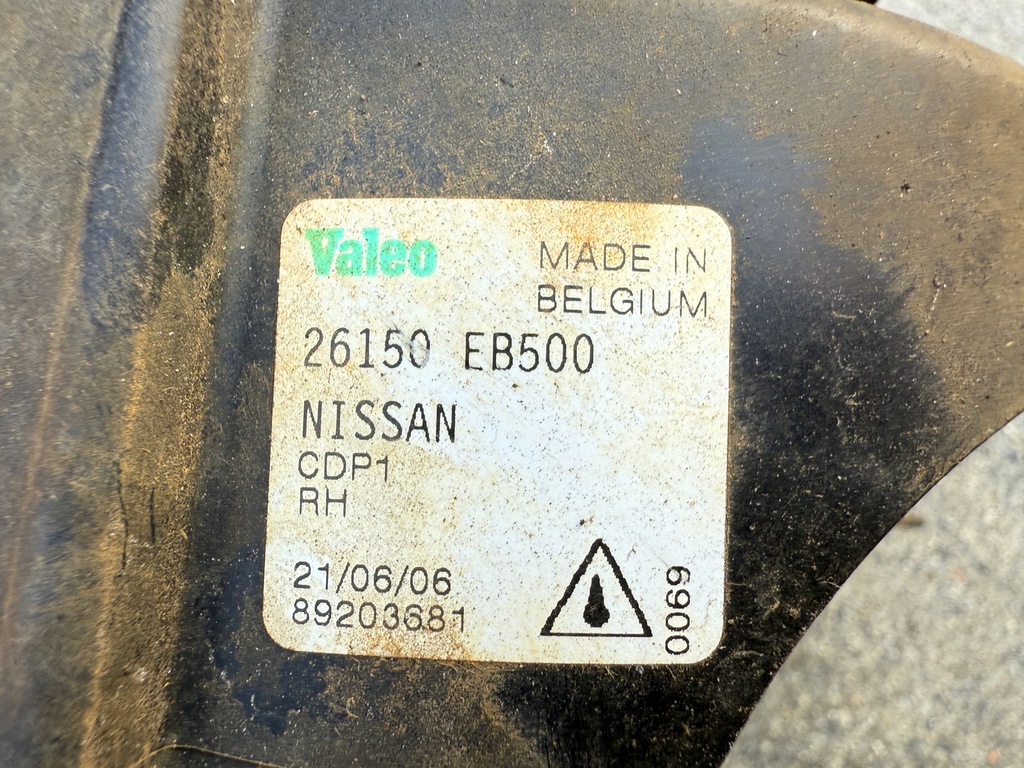 Valeo
MADE IN
BELGIUM
26150 EB500
NISSAN
CDP1
RH
21/06/06
89203681
0069